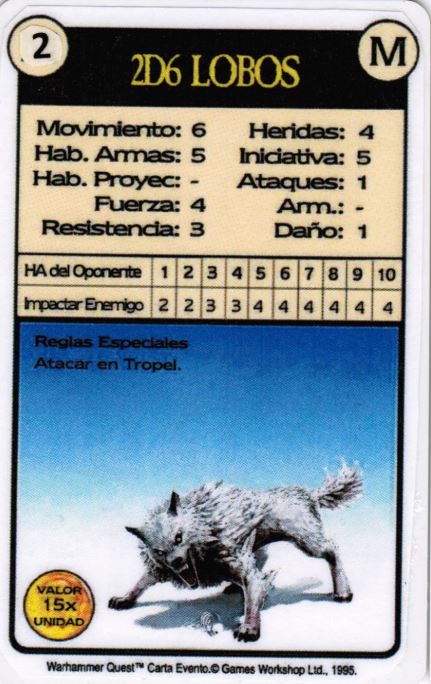 2
M
2D6 LOBOS
Movimiento: 6 Heridas: 4
Hab. Armas: 5 Iniciativa: 5
Hab. Proyec: - Ataques: 1
Fuerza: 4 Arm.: -
Resistencia: 3 Daño: 1
HA del Oponente 1 2 3 4 5 6 7 8 9 10
Impactar Enemigo 2 2 3 3 4 4 4 4 4 4
Reglas Especiales
Atacar en Tropel.
VALOR
15x
UNIDAD
Warhammer Quest™ Carta Evento.© Games Workshop Ltd., 1995.